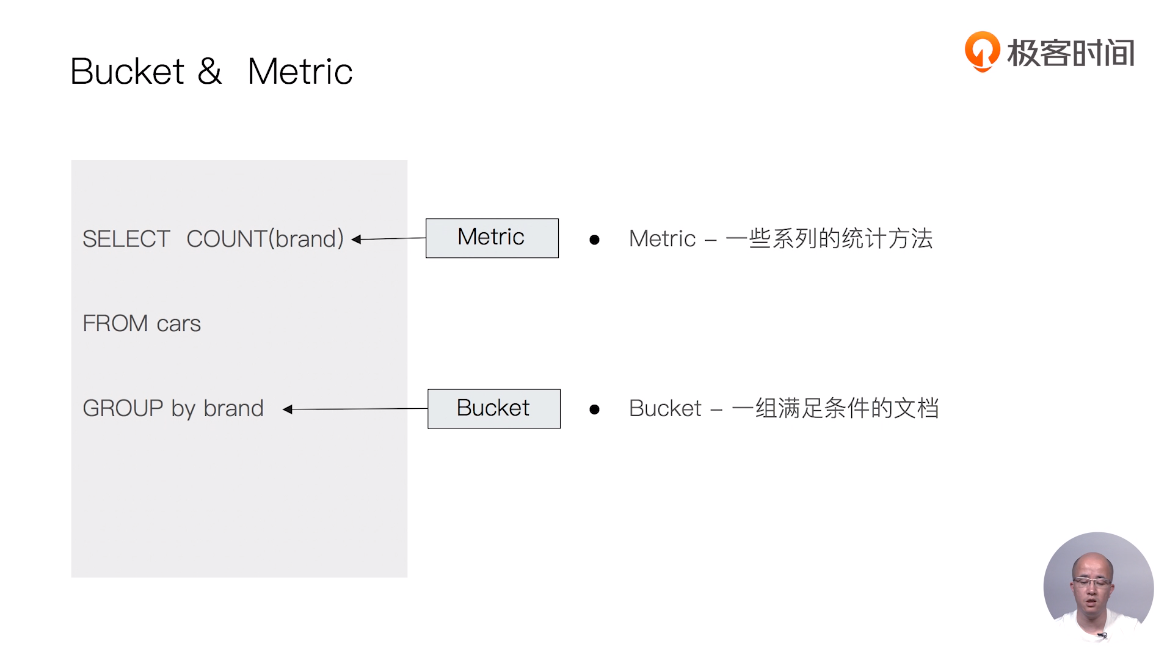 极客时间
Bucket & Metric
SELECT COUNT(brand)
Metric
● Metric – 一些系列的统计方法
FROM cars
GROUP by brand
Bucket
● Bucket – 一组满足条件的文档